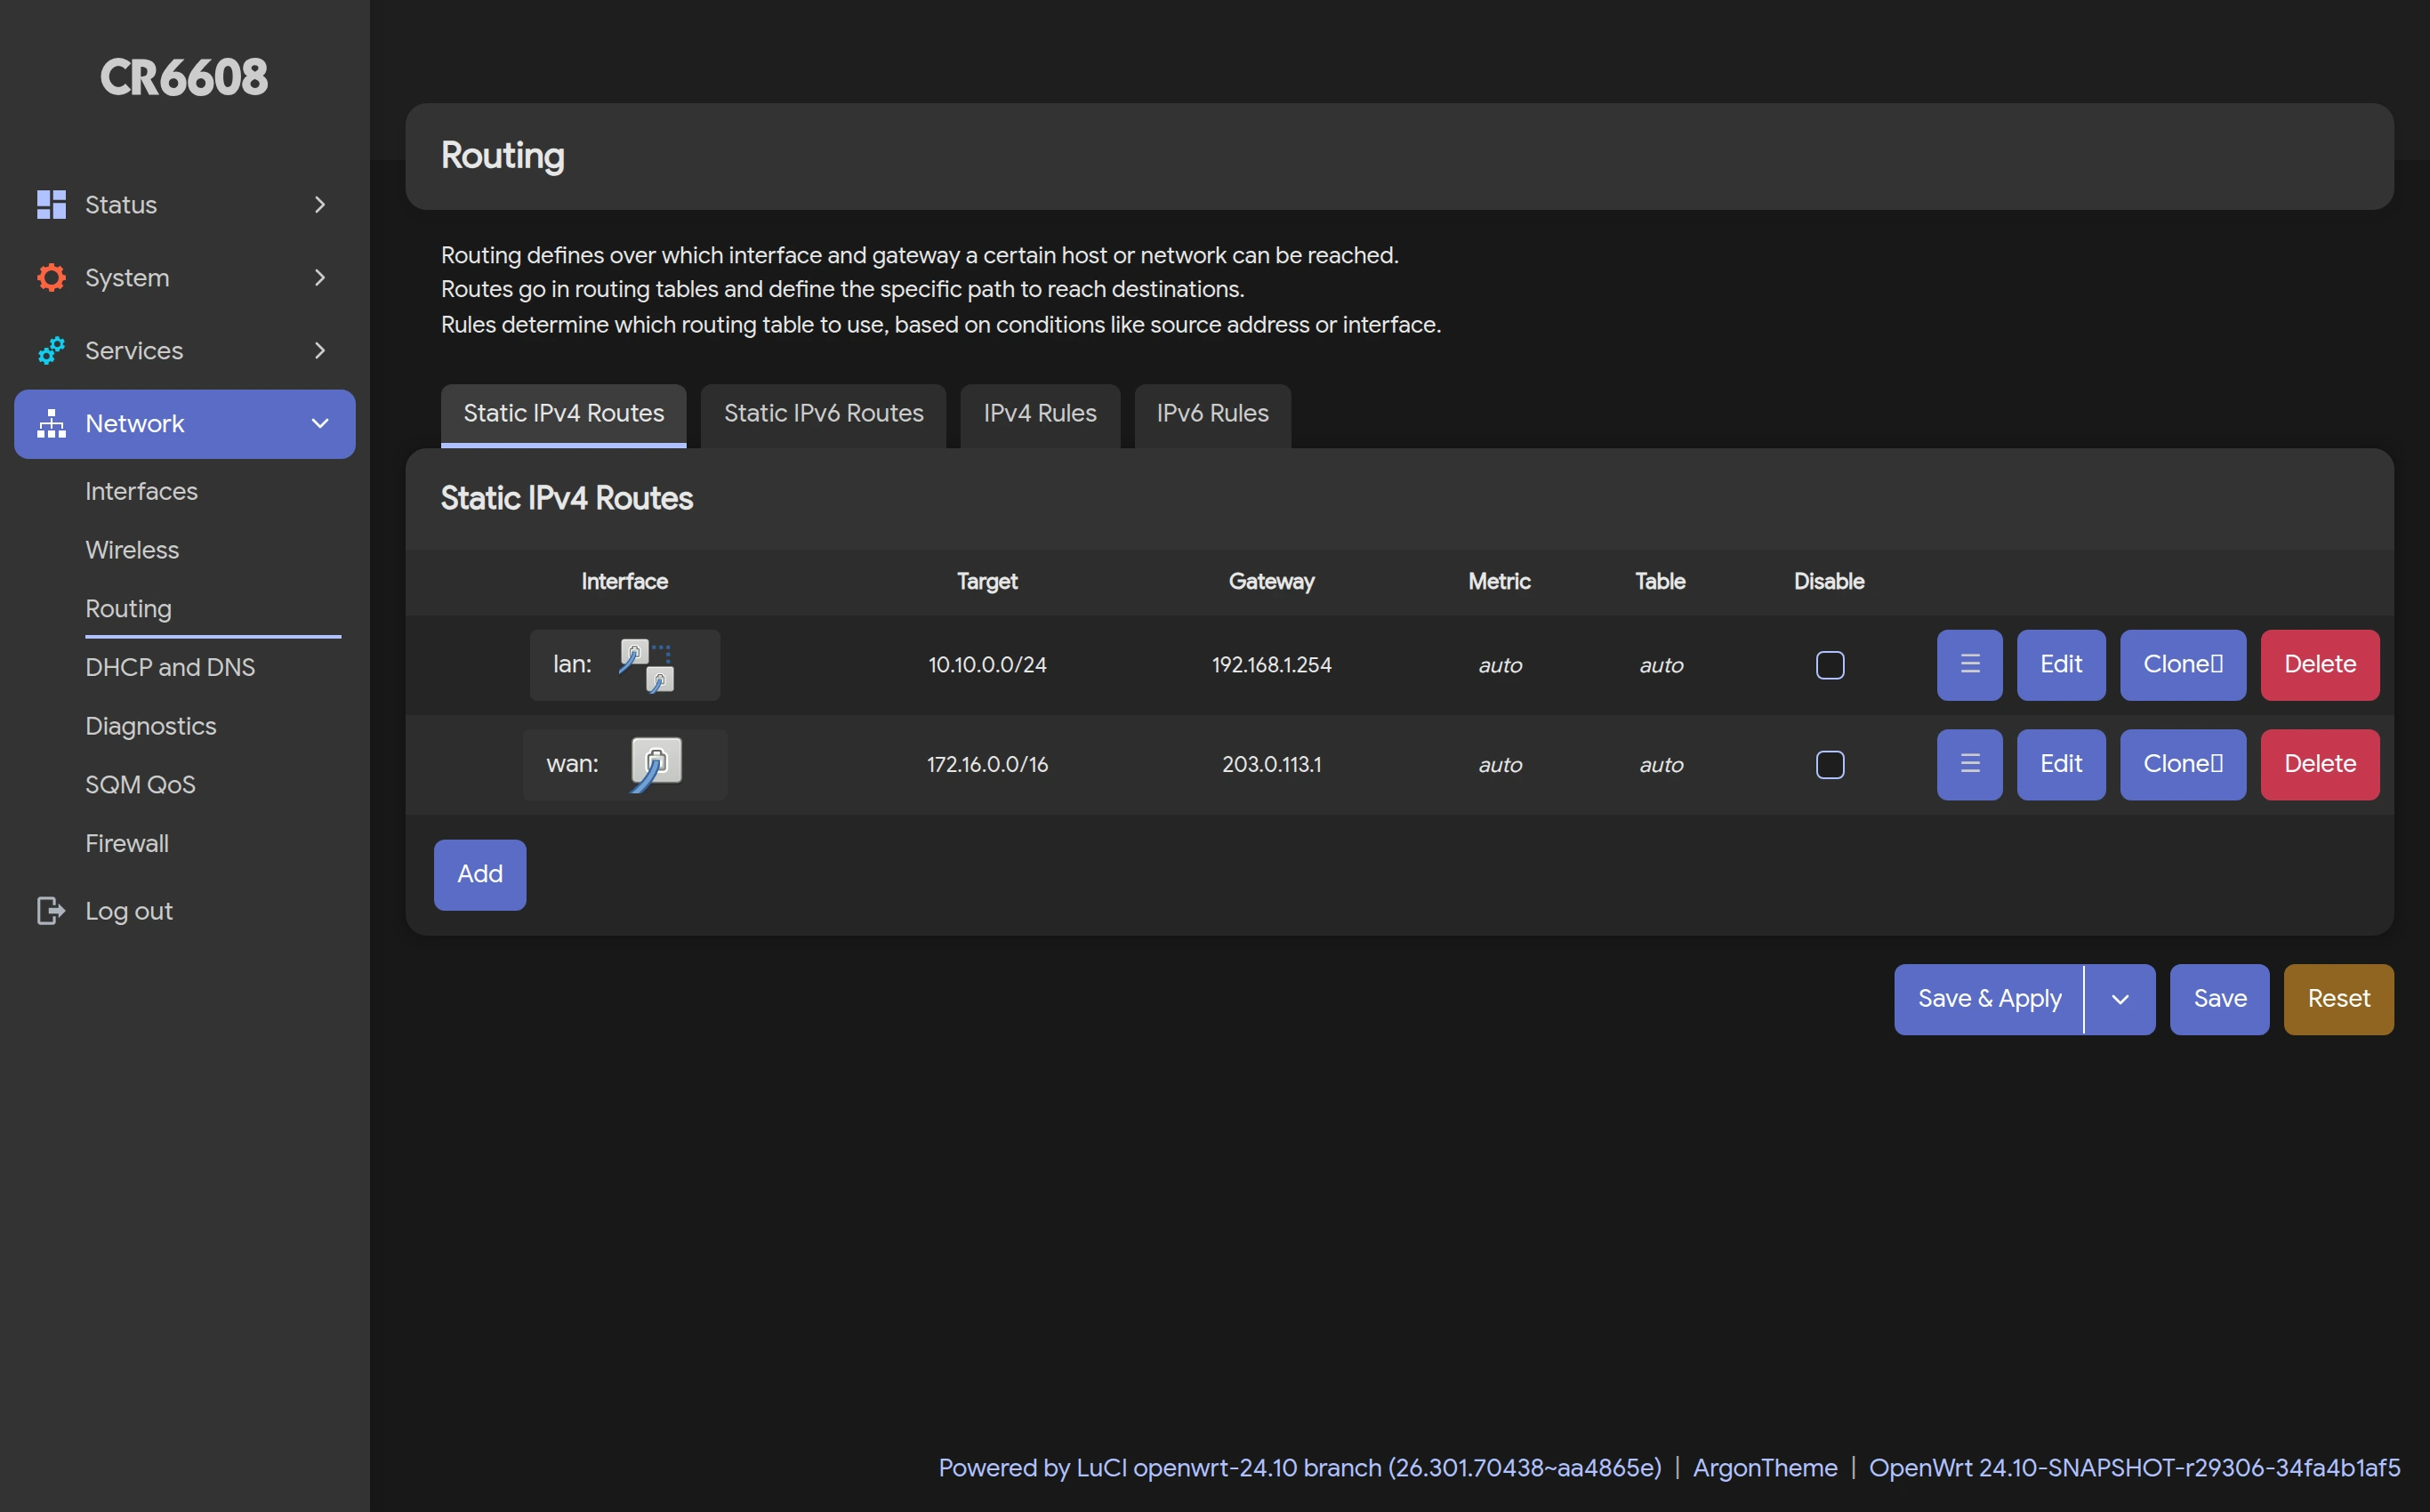 CR6608
Status
System
Services
Network
Interfaces
Wireless
Routing
DHCP and DNS
Diagnostics
SQM QoS
Firewall
Log out
Routing
Routing defines over which interface and gateway a certain host or network can be reached.
Routes go in routing tables and define the specific path to reach destinations.
Rules determine which routing table to use, based on conditions like source address or interface.
Static IPv4 Routes Static IPv6 Routes IPv4 Rules IPv6 Rules
Static IPv4 Routes
Interface Target Gateway Metric Table Disable
lan: 10.10.0.0/24 192.168.1.254 auto auto ☰ Edit Clone Delete
wan: 172.16.0.0/16 203.0.113.1 auto auto ☰ Edit Clone Delete
Add
Save & Apply Save Reset
Powered by LuCI openwrt-24.10 branch (26.301.70438~aa4865e) | ArgonTheme | OpenWrt 24.10-SNAPSHOT-r29306-34fa4b1af5